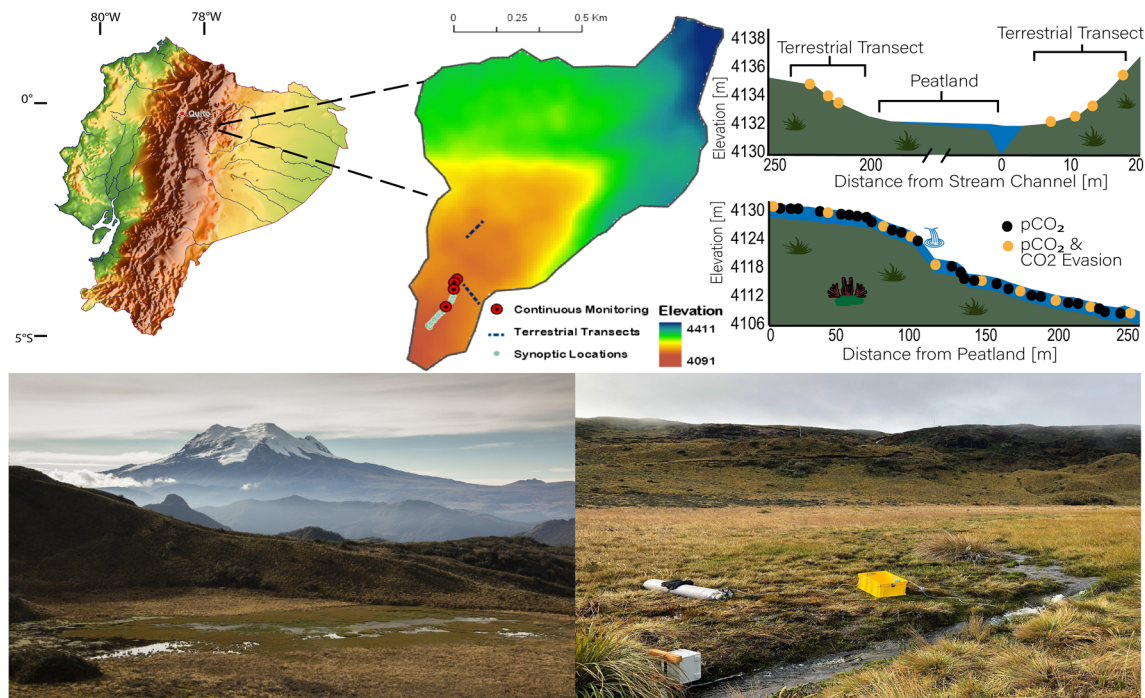 80°W
78°W
0°
5°S
Quito
0
0.25
0.5 Km
Continuous Monitoring
Terrestrial Transects
Synoptic Locations
Elevation
4411
4091
Terrestrial Transect
Terrestrial Transect
Peatland
Elevation [m]
4138
4136
4134
4132
4130
250
200
0
10
20
Distance from Stream Channel [m]
Elevation [m]
4130
4124
4118
4112
4106
0
50
100
150
200
250
Distance from Peatland [m]
pCO₂
pCO₂ &
CO2 Evasion